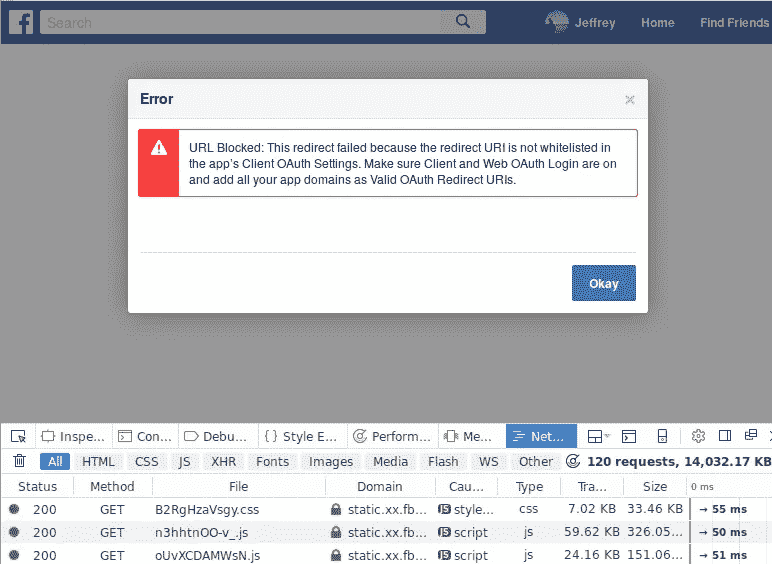 Search
Jeffrey Home Find Friends
Error
URL Blocked: This redirect failed because the redirect URI is not whitelisted in
the app's Client OAuth Settings. Make sure Client and Web OAuth Login are on
and add all your app domains as Valid OAuth Redirect URIs.
Okay
Inspe... Con... Debu... { } Style E... Perform... Me... Net...
All HTML CSS JS XHR Fonts Images Media Flash WS Other 120 requests, 14,032.17 KB
Status Method File Domain Cau... Type Tra... Size 0 ms
200 GET B2RgHzaVsgy.css static.xx.fb... JS style... css 7.02 KB 33.46 KB → 55 ms
200 GET n3hhtnOO-v_.js static.xx.fb... JS script js 59.62 KB 326.05... → 50 ms
200 GET oUvXCDAMWsN.js static.xx.fb... JS script js 24.16 KB 151.06... → 51 ms